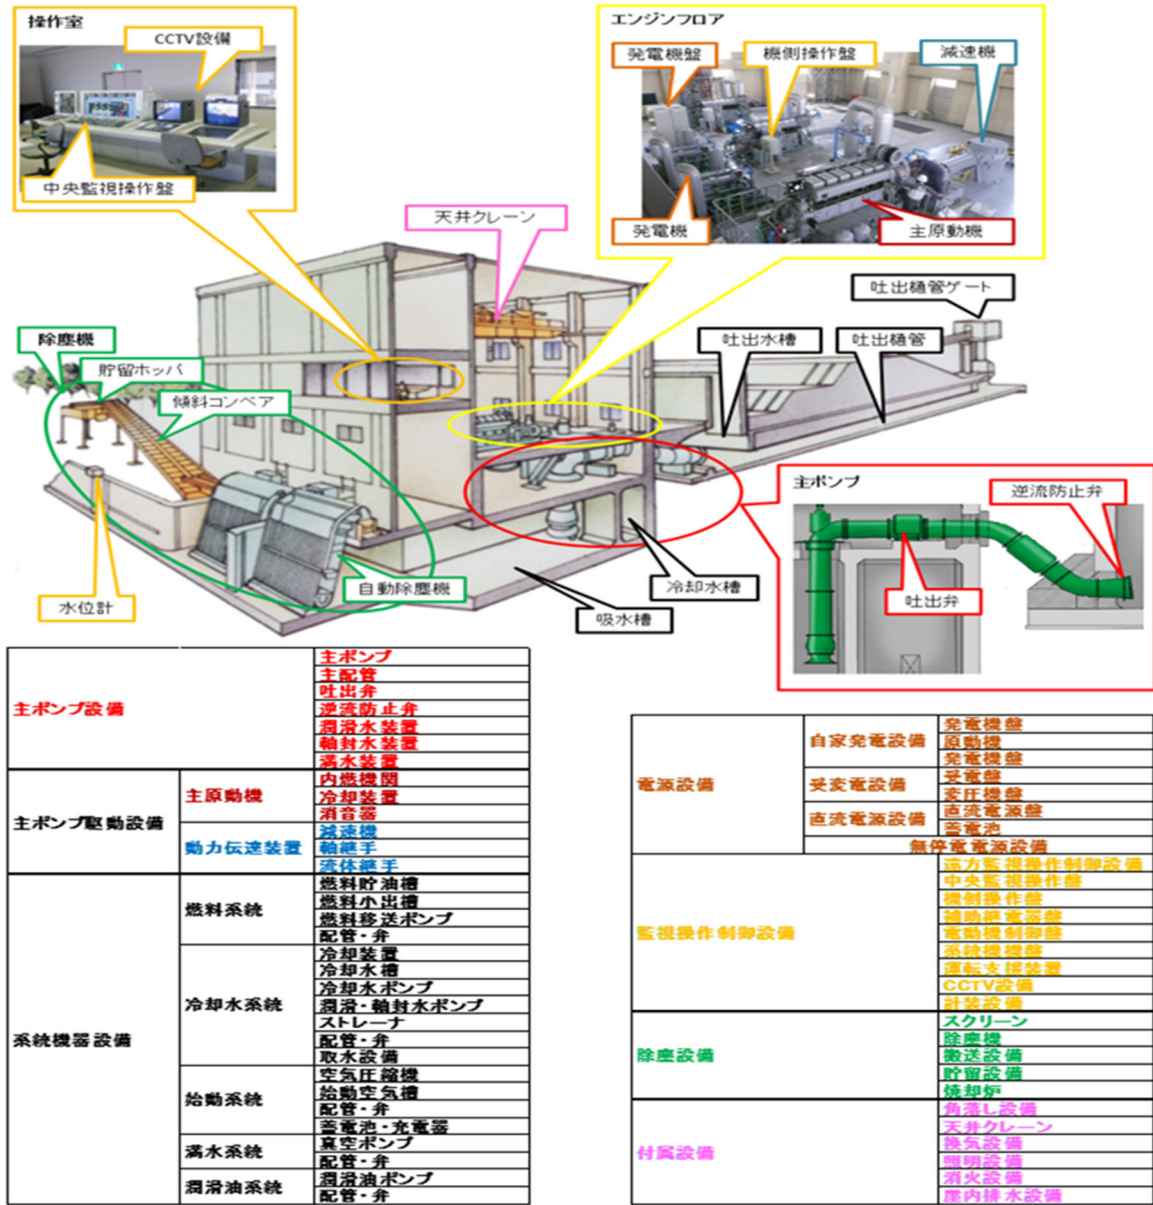 操作室
CCTV設備
中央監視操作盤
エンジンフロア
発電機盤
機側操作盤
減速機
発電機
主原動機
天井クレーン
吐出樋管ゲート
吐出水槽
吐出樋管
除塵機
貯留ホッパ
傾斜コンベア
自動除塵機
水位計
冷却水槽
吸水槽
主ポンプ
逆流防止弁
吐出弁
主ポンプ設備
主ポンプ
主配管
吐出弁
逆流防止弁
潤滑水装置
軸封水装置
満水装置
主ポンプ駆動設備
主原動機
内燃機関
冷却装置
消音器
動力伝達装置
減速機
軸継手
流体継手
系統機器設備
燃料系統
燃料貯油槽
燃料小出槽
燃料移送ポンプ
配管・弁
冷却水系統
冷却装置
冷却水槽
冷却水ポンプ
潤滑・軸封水ポンプ
ストレーナ
配管・弁
取水設備
始動系統
空気圧縮機
始動空気槽
配管・弁
蓄電池・充電器
満水系統
真空ポンプ
配管・弁
潤滑油系統
潤滑油ポンプ
配管・弁
電源設備
自家発電設備
発電機盤
原動機
発電機盤
受変電設備
受電盤
変圧機盤
直流電源設備
直流電源盤
蓄電池
無停電電源設備
監視操作制御設備
遠方監視操作制御設備
中央監視操作盤
機側操作盤
補助継電器盤
電動機制御盤
系統機機盤
運転支援装置
CCTV設備
計装設備
除塵設備
スクリーン
除塵機
搬送設備
貯留設備
焼却炉
付属設備
角落し設備
天井クレーン
換気設備
照明設備
消火設備
屋内排水設備